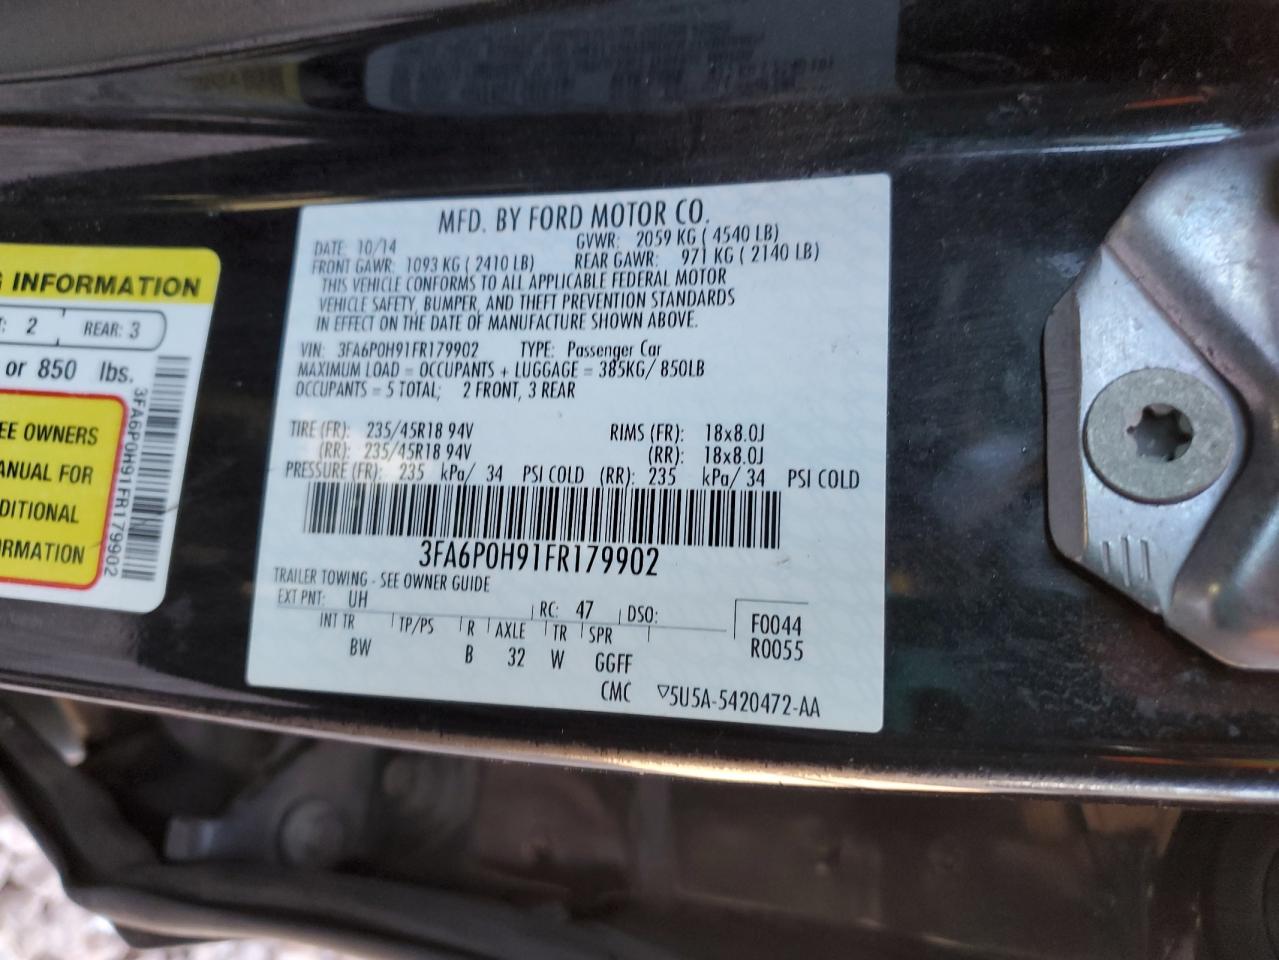 G INFORMATION
: 2 REAR: 3
or 850 lbs.
EE OWNERS
ANUAL FOR
DITIONAL
RMATION
3FA6P0H91FR179902
MFD. BY FORD MOTOR CO.
DATE: 10/14 GVWR: 2059 KG ( 4540 LB)
FRONT GAWR: 1093 KG ( 2410 LB) REAR GAWR: 971 KG ( 2140 LB)
THIS VEHICLE CONFORMS TO ALL APPLICABLE FEDERAL MOTOR
VEHICLE SAFETY, BUMPER, AND THEFT PREVENTION STANDARDS
IN EFFECT ON THE DATE OF MANUFACTURE SHOWN ABOVE.
VIN: 3FA6P0H91FR179902 TYPE: Passenger Car
MAXIMUM LOAD = OCCUPANTS + LUGGAGE = 385KG/ 850LB
OCCUPANTS = 5 TOTAL; 2 FRONT, 3 REAR
TIRE (FR): 235/45R18 94V RIMS (FR): 18x8.0J
(RR): 235/45R18 94V (RR): 18x8.0J
PRESSURE (FR): 235 kPa/ 34 PSI COLD (RR): 235 kPa/ 34 PSI COLD
3FA6P0H91FR179902
TRAILER TOWING - SEE OWNER GUIDE
EXT PNT: UH RC: 47 DSO: F0044
INT TR TP/PS R AXLE TR SPR R0055
BW B 32 W GGFF
CMC ▽5U5A-5420472-AA